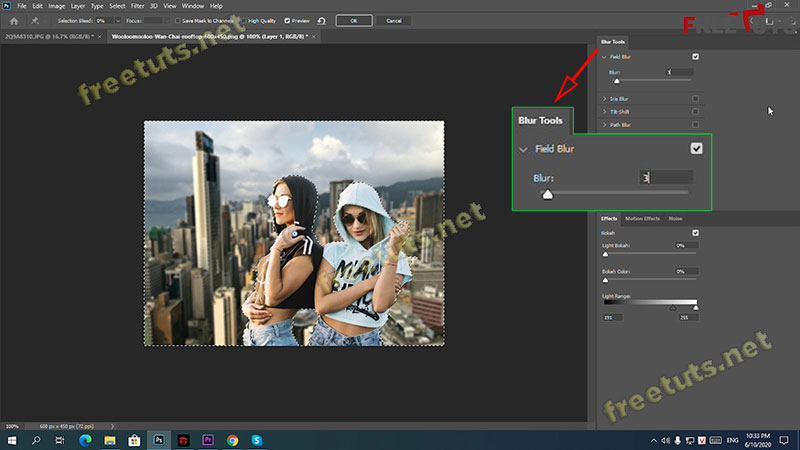 File Edit Image Layer Type Select Filter 3D View Window Help
Selection Bleed: 0% Focus: Save Mask to Channels High Quality Preview OK Cancel
2Q5A8310.JPG @ 16.7% (RGB/8) * × Wooloomooloo-Wan-Chai-rooftop-600x450.png @ 100% (Layer 1, RGB/8) * ×
freetuts.net
Blur Tools
Field Blur
Blur: 3
Iris Blur
Tilt-Shift
Path Blur
Blur Tools
Field Blur
Blur: 3
MIAMI
freetuts.net
Effects Motion Effects Noise
Bokeh
Light Bokeh: 0%
Bokeh Color: 0%
Light Range:
191 255
freetuts.net
100% 600 px x 450 px (72 ppi)
Ps Pr S
V ENG 10:33 PM
6/10/2020